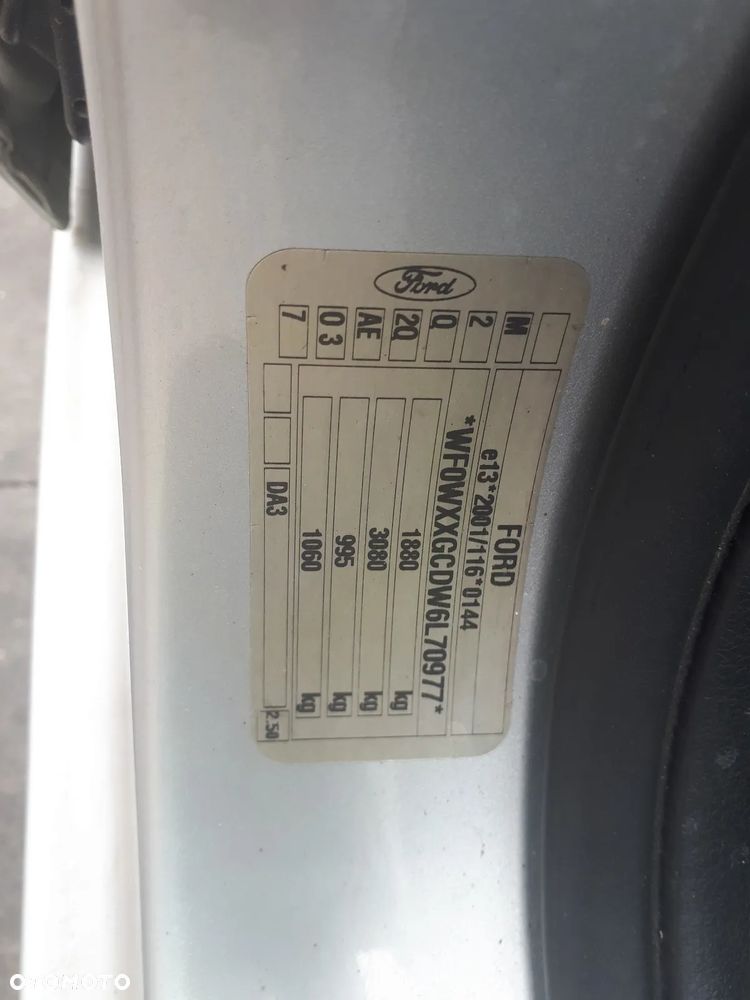 Ford
M
2
Q
2Q
AE
0 3
7
FORD
e13*2001/116*0144
*WF0WXXGCDW6L70977*
1880 kg
3080 kg
995 kg
1060 kg
DA3
2.50
OTOMOTO